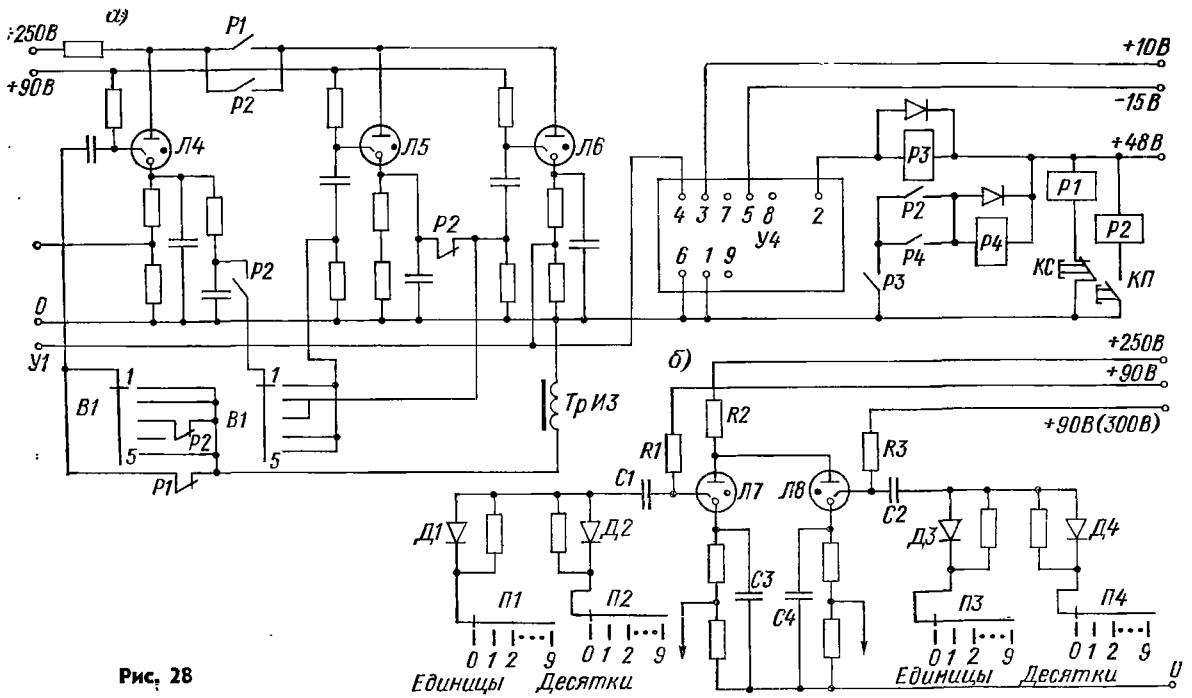 а)
+250В
+90В
Р1
Р2
Л4
Л5
Л6
Р2
Р2
0
У1
В1
1
5
Р2
В1
1
5
Р1
Тр И3
+10В
-15В
+48В
4 3 7 5 8 2
У4
6 1 9
Р3
Р2
Р4
Р4
Р3
Р1
Р2
КС
КП
б)
+250В
+90В
+90В(300В)
R1
R2
R3
С1
Л7
Л8
С2
Д1
Д2
С3
С4
Д3
Д4
П1
0 1 2 9
Единицы
П2
0 1 2 9
Десятки
П3
0 1 2 9
Единицы
П4
0 1 2 9
Десятки
0
Рис. 28